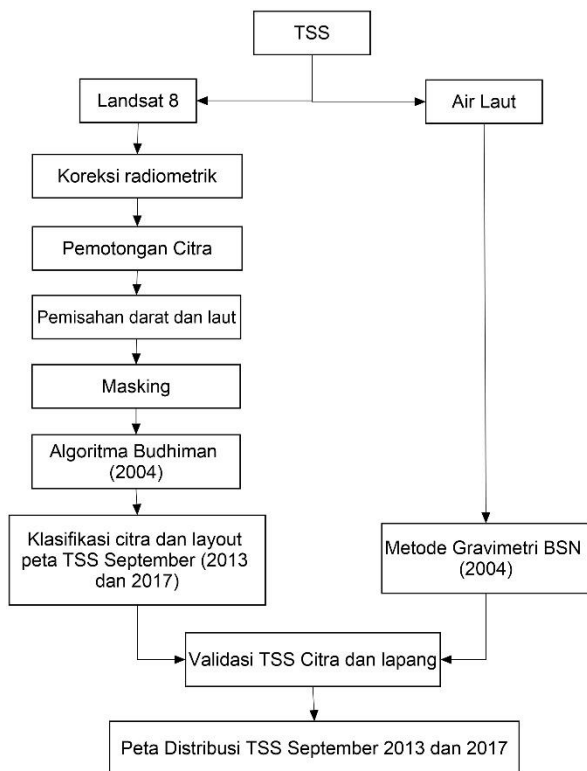 TSS
Landsat 8
Air Laut
Koreksi radiometrik
Pemotongan Citra
Pemisahan darat dan laut
Masking
Algoritma Budhiman
(2004)
Klasifikasi citra dan layout
peta TSS September (2013
dan 2017)
Metode Gravimetri BSN
(2004)
Validasi TSS Citra dan lapang
Peta Distribusi TSS September 2013 dan 2017